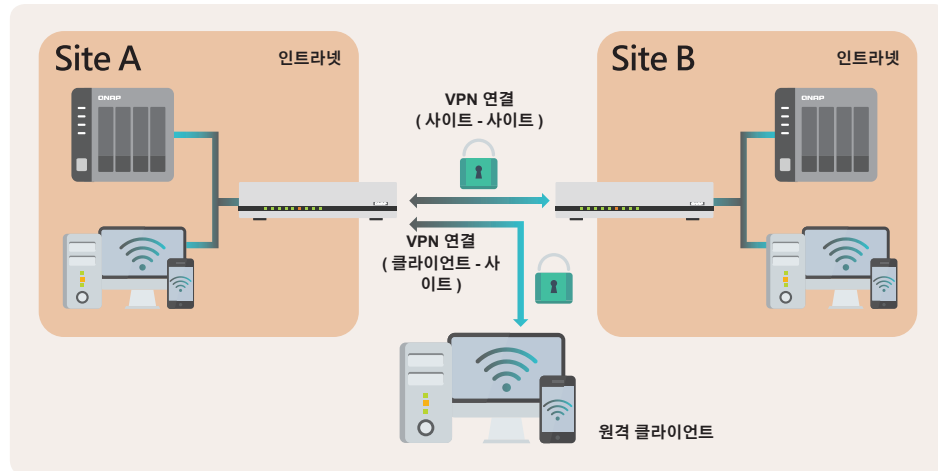 Site A
인트라넷
QNAP
VPN 연결
( 사이트 - 사이트 )
Site B
인트라넷
QNAP
VPN 연결
( 클라이언트 - 사
이트 )
원격 클라이언트